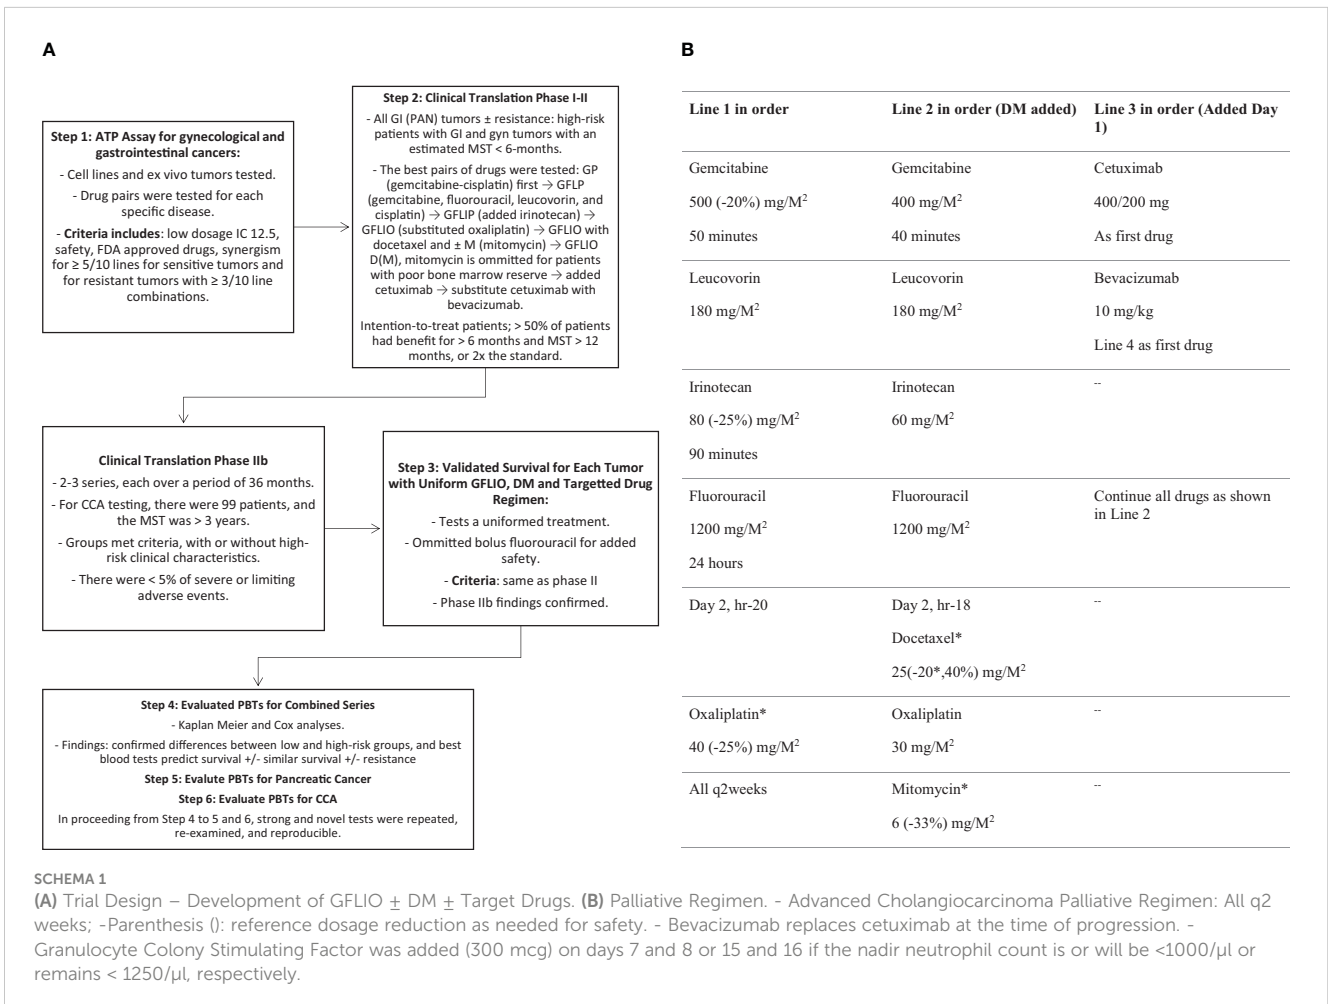 A
Step 1: ATP Assay for gynecological and
gastrointestinal cancers:
- Cell lines and ex vivo tumors tested.
- Drug pairs were tested for each
specific disease.
- Criteria includes: low dosage IC 12.5,
safety, FDA approved drugs, synergism
for ≥ 5/10 lines for sensitive tumors and
for resistant tumors with ≥ 3/10 line
combinations.
Step 2: Clinical Translation Phase I-II
- All GI (PAN) tumors ± resistance: high-risk
patients with GI and gyn tumors with an
estimated MST < 6-months.
- The best pairs of drugs were tested: GP
(gemcitabine-cisplatin) first → GFLP
(gemcitabine, fluorouracil, leucovorin, and
cisplatin) → GFLIP (added irinotecan) →
GFLIO (substituted oxaliplatin) → GFLIO with
docetaxel and ± M (mitomycin) → GFLIO
D(M), mitomycin is ommitted for patients
with poor bone marrow reserve → added
cetuximab → substitute cetuximab with
bevacizumab.
Intention-to-treat patients; > 50% of patients
had benefit for > 6 months and MST > 12
months, or 2x the standard.
Clinical Translation Phase IIb
- 2-3 series, each over a period of 36 months.
- For CCA testing, there were 99 patients, and
the MST was > 3 years.
- Groups met criteria, with or without high-
risk clinical characteristics.
- There were < 5% of severe or limiting
adverse events.
Step 3: Validated Survival for Each Tumor
with Uniform GFLIO, DM and Targetted Drug
Regimen:
- Tests a uniformed treatment.
- Ommitted bolus fluorouracil for added
safety.
- Criteria: same as phase II
- Phase IIb findings confirmed.
Step 4: Evaluated PBTs for Combined Series
- Kaplan Meier and Cox analyses.
- Findings: confirmed differences between low and high-risk groups, and best
blood tests predict survival +/- similar survival +/- resistance
Step 5: Evalute PBTs for Pancreatic Cancer
Step 6: Evaluate PBTs for CCA
In proceeding from Step 4 to 5 and 6, strong and novel tests were repeated,
re-examined, and reproducible.
B
Line 1 in order Line 2 in order (DM added) Line 3 in order (Added Day
1)
Gemcitabine Gemcitabine Cetuximab
500 (-20%) mg/M² 400 mg/M² 400/200 mg
50 minutes 40 minutes As first drug
Leucovorin Leucovorin Bevacizumab
180 mg/M² 180 mg/M² 10 mg/kg
Line 4 as first drug
Irinotecan Irinotecan --
80 (-25%) mg/M² 60 mg/M²
90 minutes
Fluorouracil Fluorouracil Continue all drugs as shown
in Line 2
1200 mg/M² 1200 mg/M²
24 hours
Day 2, hr-20 Day 2, hr-18 --
Docetaxel*
25(-20*,40%) mg/M²
Oxaliplatin* Oxaliplatin --
40 (-25%) mg/M² 30 mg/M²
All q2weeks Mitomycin* --
6 (-33%) mg/M²
SCHEMA 1
(A) Trial Design – Development of GFLIO ± DM ± Target Drugs. (B) Palliative Regimen. - Advanced Cholangiocarcinoma Palliative Regimen: All q2
weeks; -Parenthesis (): reference dosage reduction as needed for safety. - Bevacizumab replaces cetuximab at the time of progression. -
Granulocyte Colony Stimulating Factor was added (300 mcg) on days 7 and 8 or 15 and 16 if the nadir neutrophil count is or will be <1000/µl or
remains < 1250/µl, respectively.